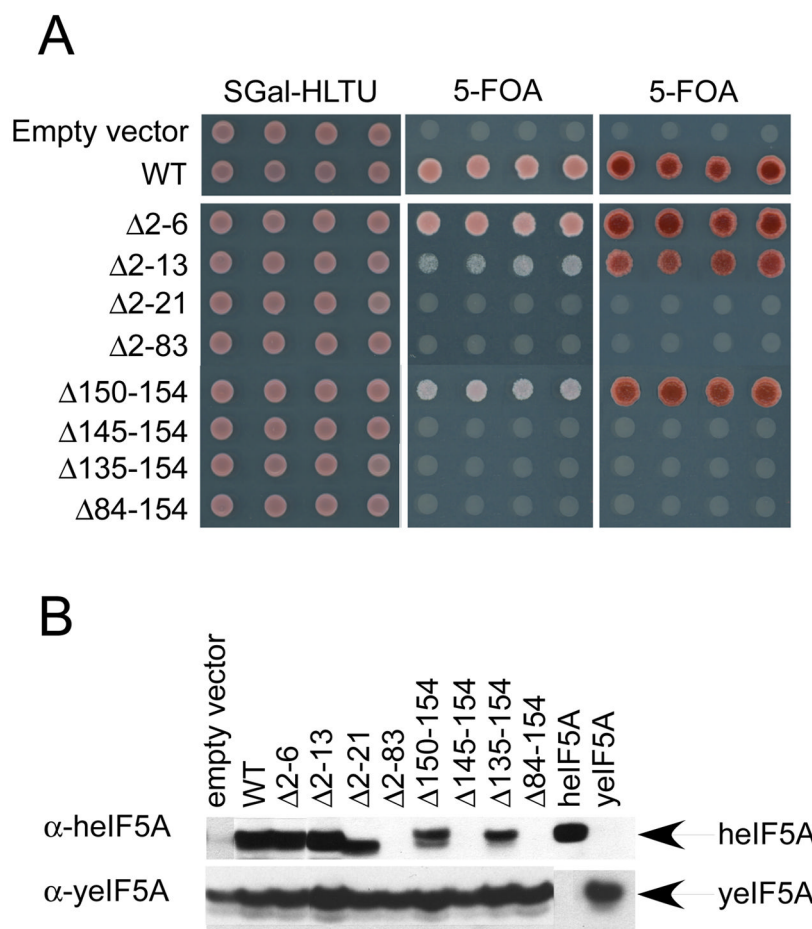 A
SGal-HLTU 5-FOA 5-FOA
Empty vector
WT
Δ2-6
Δ2-13
Δ2-21
Δ2-83
Δ150-154
Δ145-154
Δ135-154
Δ84-154
B
empty vector
WT
Δ2-6
Δ2-13
Δ2-21
Δ2-83
Δ150-154
Δ145-154
Δ135-154
Δ84-154
heIF5A
yeIF5A
α-heIF5A heIF5A
α-yeIF5A yeIF5A